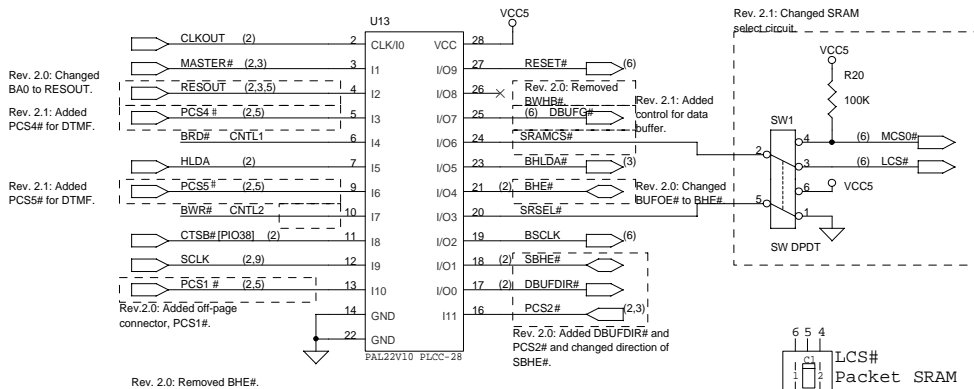 U13
VCC5
Rev. 2.1: Changed SRAM
select circuit.
CLKOUT (2) 2 CLK/I0 VCC 28
MASTER# (2,3) 3 I1 I/O9 27 RESET# (6)
Rev. 2.0: Changed
BA0 to RESOUT.
RESOUT (2,3,5) 4 I2 I/O8 26
Rev. 2.0: Removed
BWHB#.
Rev. 2.1: Added
PCS4# for DTMF.
PCS4 # (2,5) 5 I3 I/O7 25 (6) DBUFG#
Rev. 2.1: Added
control for data
buffer.
BRD# CNTL1 6 I4 I/O6 24 SRAMCS#
HLDA (2) 7 I5 I/O5 23 BHLDA# (3)
Rev. 2.1: Added
PCS5# for DTMF.
PCS5 # (2,5) 9 I6 I/O4 21 (2) BHE#
Rev. 2.0: Changed
BUFOE# to BHE#.
BWR# CNTL2 10 I7 I/O3 20 SRSEL#
CTSB# [PIO38] (2) 11 I8 I/O2 19 BSCLK (6)
SCLK (2,9) 12 I9 I/O1 18 (2) SBHE#
PCS1 # (2,5) 13 I10 I/O0 17 (2) DBUFDIR#
Rev.2.0: Added off-page
connector, PCS1#.
14 GND I11 16 PCS2# (2,3)
22 GND
PAL22V10 PLCC-28
Rev. 2.0: Added DBUFDIR# and
PCS2# and changed direction of
SBHE#.
Rev. 2.0: Removed BHE#.
VCC5
R20
100K
SW1
4 (6) MCS0#
2
3 (6) LCS#
6 VCC5
5
1
SW DPDT
6 5 4
C1
1 2
LCS#
Packet SRAM